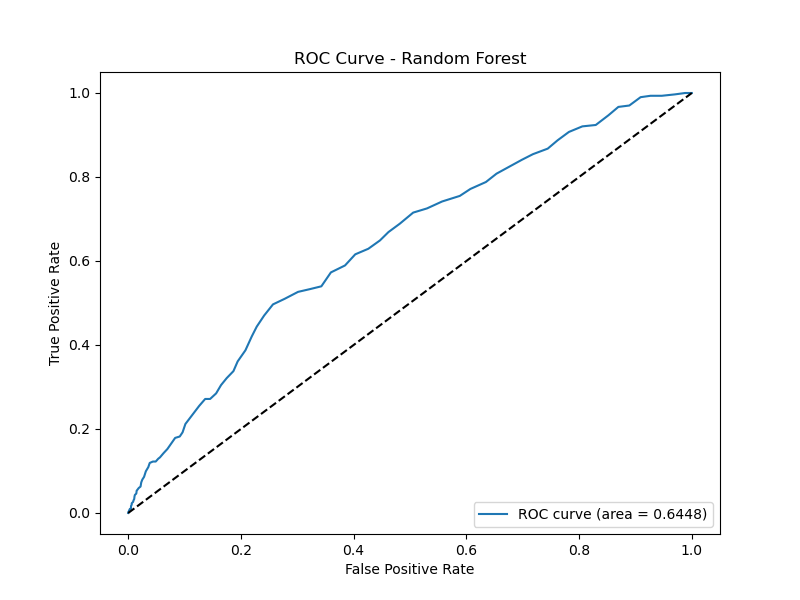 ROC Curve - Random Forest
1.0
0.8
0.6
0.4
0.2
0.0
True Positive Rate
ROC curve (area = 0.6448)
0.0 0.2 0.4 0.6 0.8 1.0
False Positive Rate